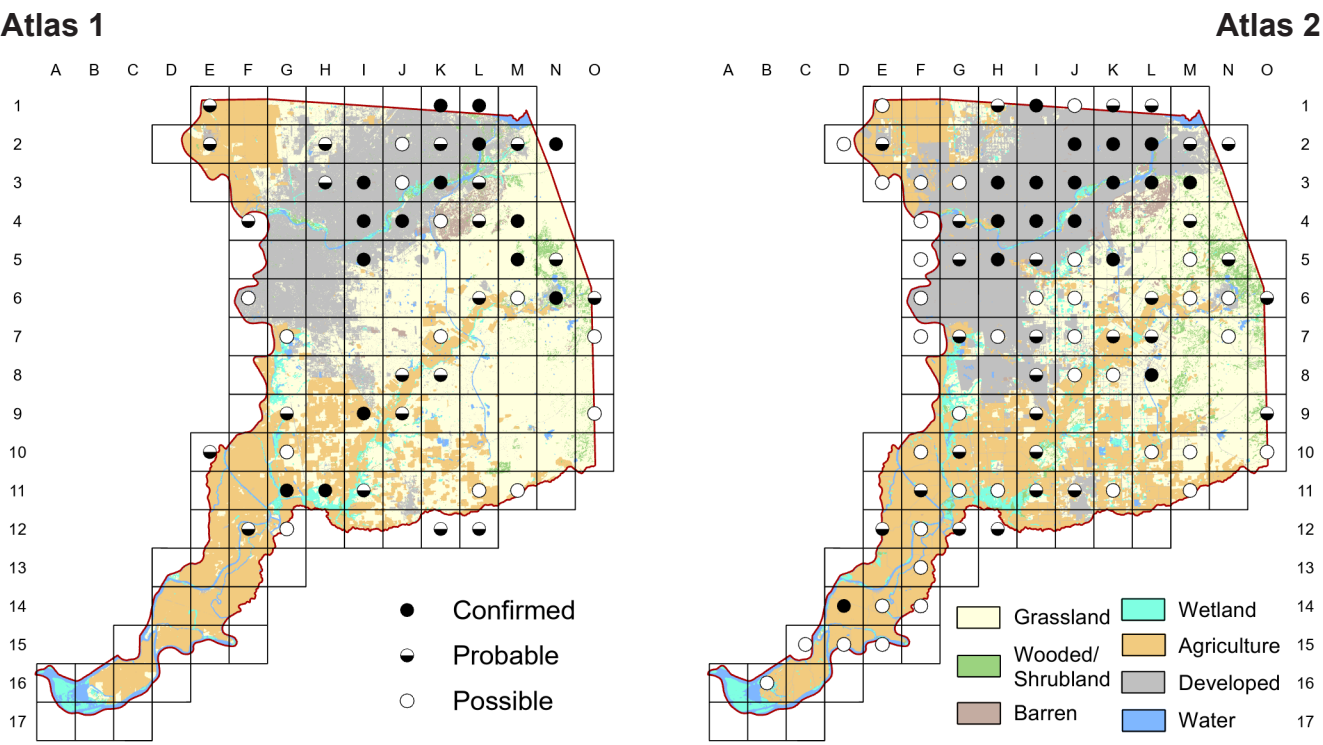 Atlas 1
Atlas 2
A B C D E F G H I J K L M N O
A B C D E F G H I J K L M N O
1
2
3
4
5
6
7
8
9
10
11
12
13
14
15
16
17
1
2
3
4
5
6
7
8
9
10
11
12
13
14
15
16
17
Confirmed
Probable
Possible
Grassland
Wooded/
Shrubland
Barren
Wetland
Agriculture
Developed
Water